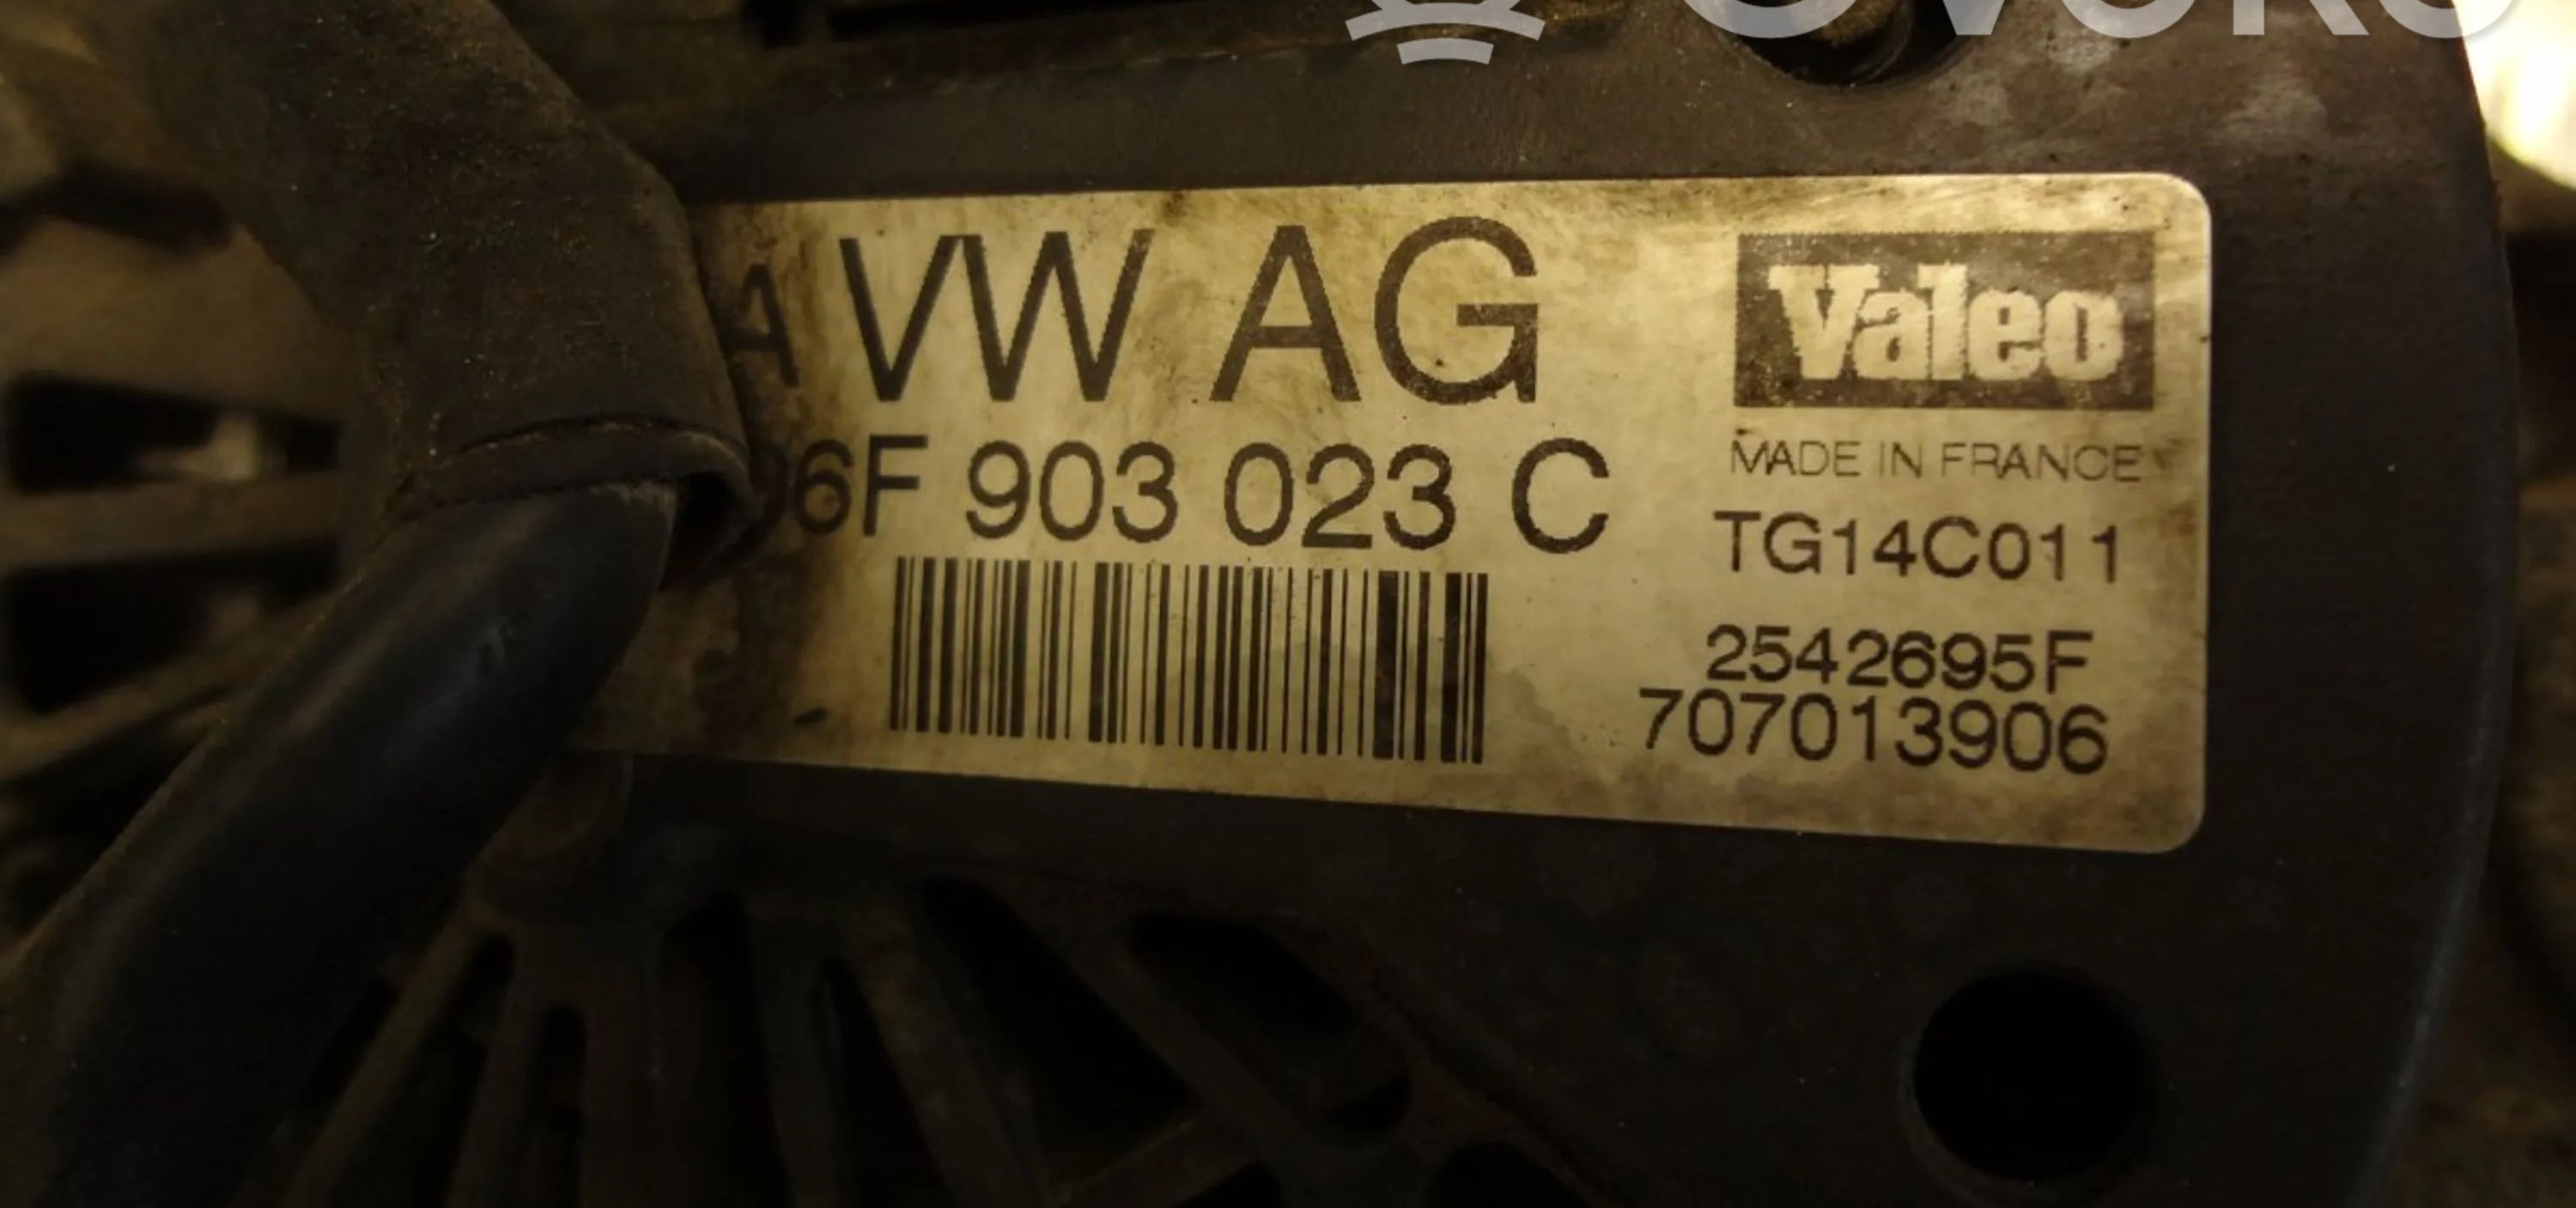 A VW AG
6F 903 023 C
Valeo
MADE IN FRANCE
TG14C011
2542695F
707013906